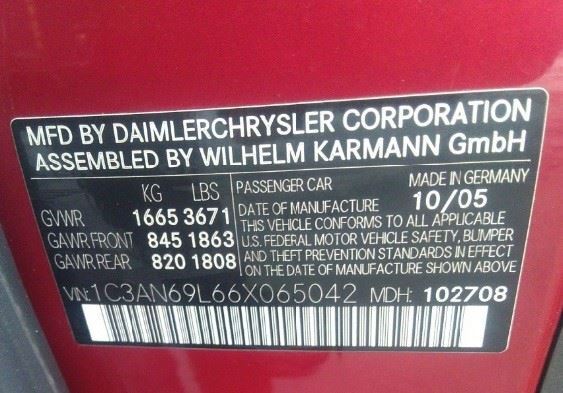 MFD BY DAIMLERCHRYSLER CORPORATION
ASSEMBLED BY WILHELM KARMANN GmbH
KG LBS
GVWR 1665 3671
GAWR FRONT 845 1863
GAWR REAR 820 1808
PASSENGER CAR MADE IN GERMANY
DATE OF MANUFACTURE 10/05
THIS VEHICLE CONFORMS TO ALL APPLICABLE
U.S. FEDERAL MOTOR VEHICLE SAFETY, BUMPER
AND THEFT PREVENTION STANDARDS IN EFFECT
ON THE DATE OF MANUFACTURE SHOWN ABOVE
VIN: 1C3AN69L66X065042 MDH: 102708